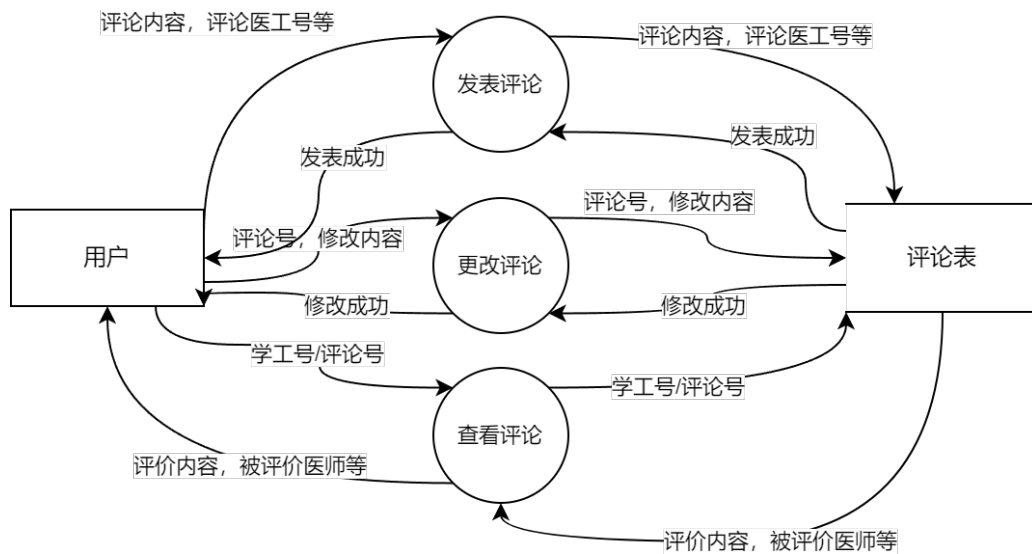 评论内容，评论医工号等
评论内容，评论医工号等
发表评论
发表成功
发表成功
评论号，修改内容
评论号，修改内容
用户
更改评论
评论表
修改成功
修改成功
学工号/评论号
学工号/评论号
查看评论
评价内容，被评价医师等
评价内容，被评价医师等